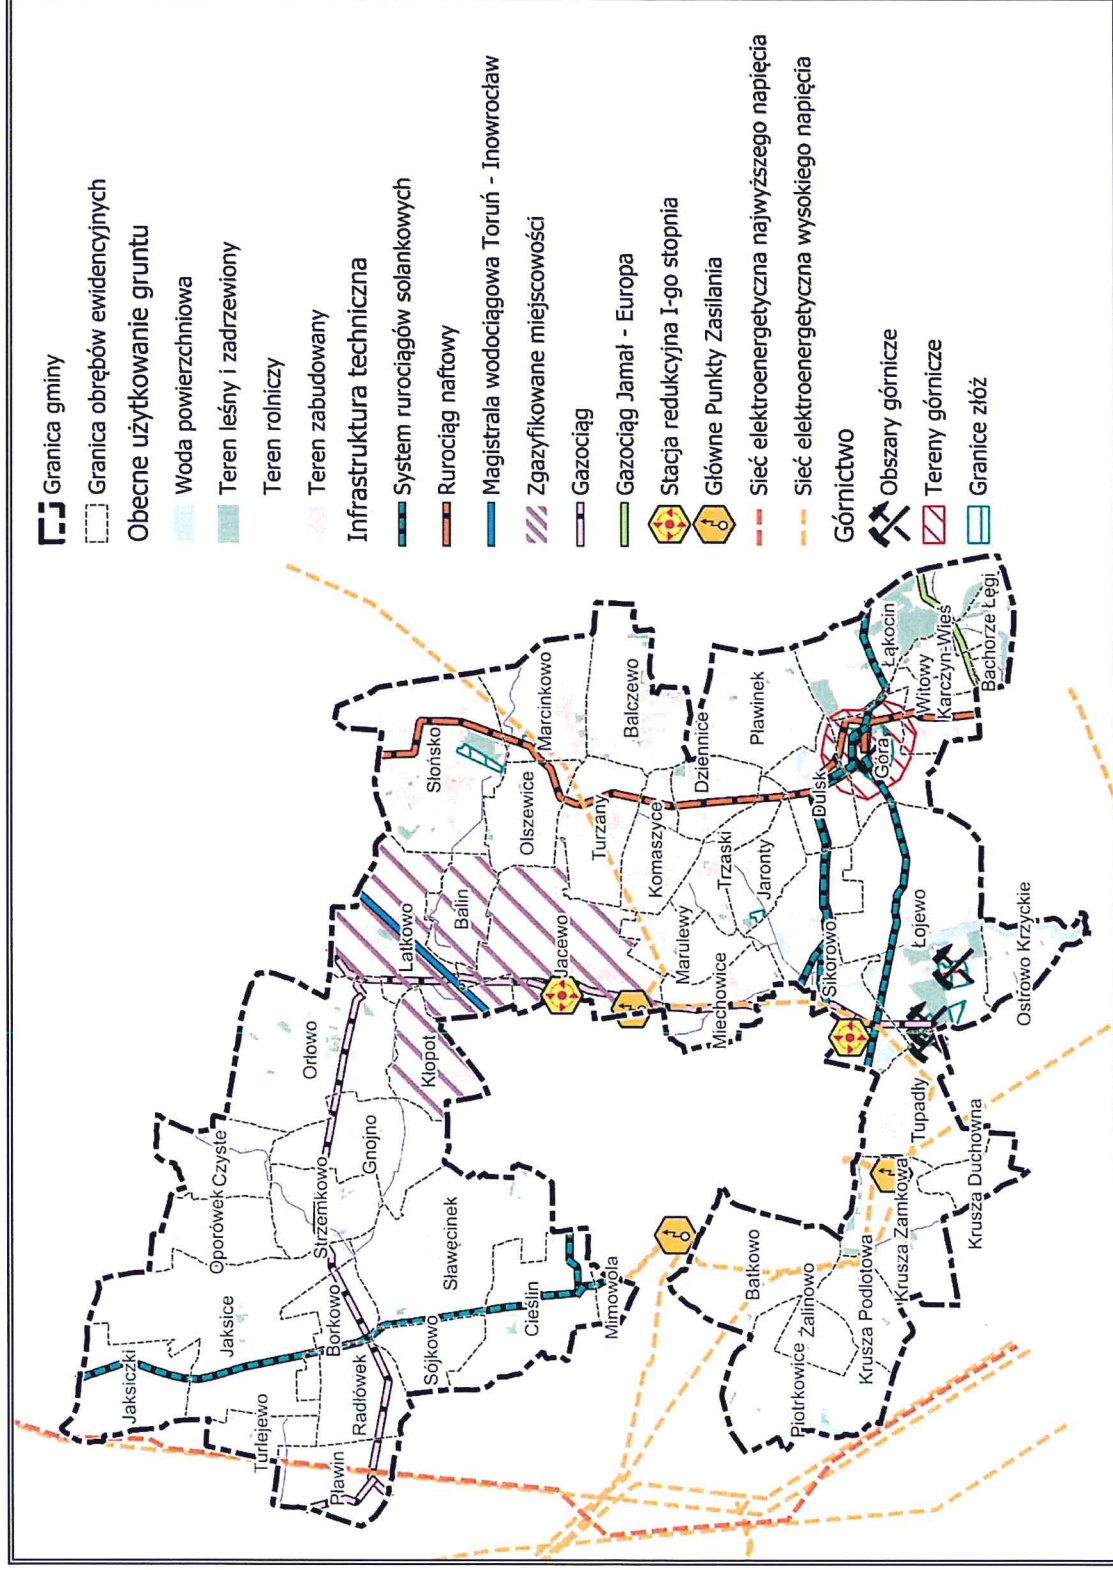 Granica gminy
Granica obrębów ewidencyjnych
Obecne użytkowanie gruntu
Woda powierzchniowa
Teren leśny i zadrzewiony
Teren rolniczy
Teren zabudowany
Infrastruktura techniczna
System rurociągów solankowych
Rurociąg naftowy
Magistrala wodociągowa Toruń - Inowrocław
Zgazyfikowane miejscowości
Gazociąg
Gazociąg Jamał - Europa
Stacja redukcyjna I-go stopnia
Główne Punkty Zasilania
Sieć elektroenergetyczna najwyższego napięcia
Sieć elektroenergetyczna wysokiego napięcia
Górnictwo
Obszary górnicze
Tereny górnicze
Granice złóż
Jaksiczki
Jaksice
Turlejewo
Pławin
Radłówek
Borkowo
Oporówek
Czyste
Strzemkowo
Gnojno
Orłowo
Kłopot
Sławęcinek
Sójkowo
Cieślin
Mimowola
Latkowo
Balin
Jacewo
Słońsko
Olszewice
Marcinkowo
Balczewo
Turzany
Komaszyce
Dziennice
Pławinek
Marulewy
Trzaski
Jaronty
Miechowice
Dulsk
Góra
Sikorowo
Łojewo
Łąkocin
Witowy
Karczyn-Wieś
Bachorze Łęgi
Ostrowo Krzyckie
Tupadły
Krusza Duchowna
Krusza Zamkowa
Krusza Podlotowa
Batkowo
Żalinowo
Piotrkowice